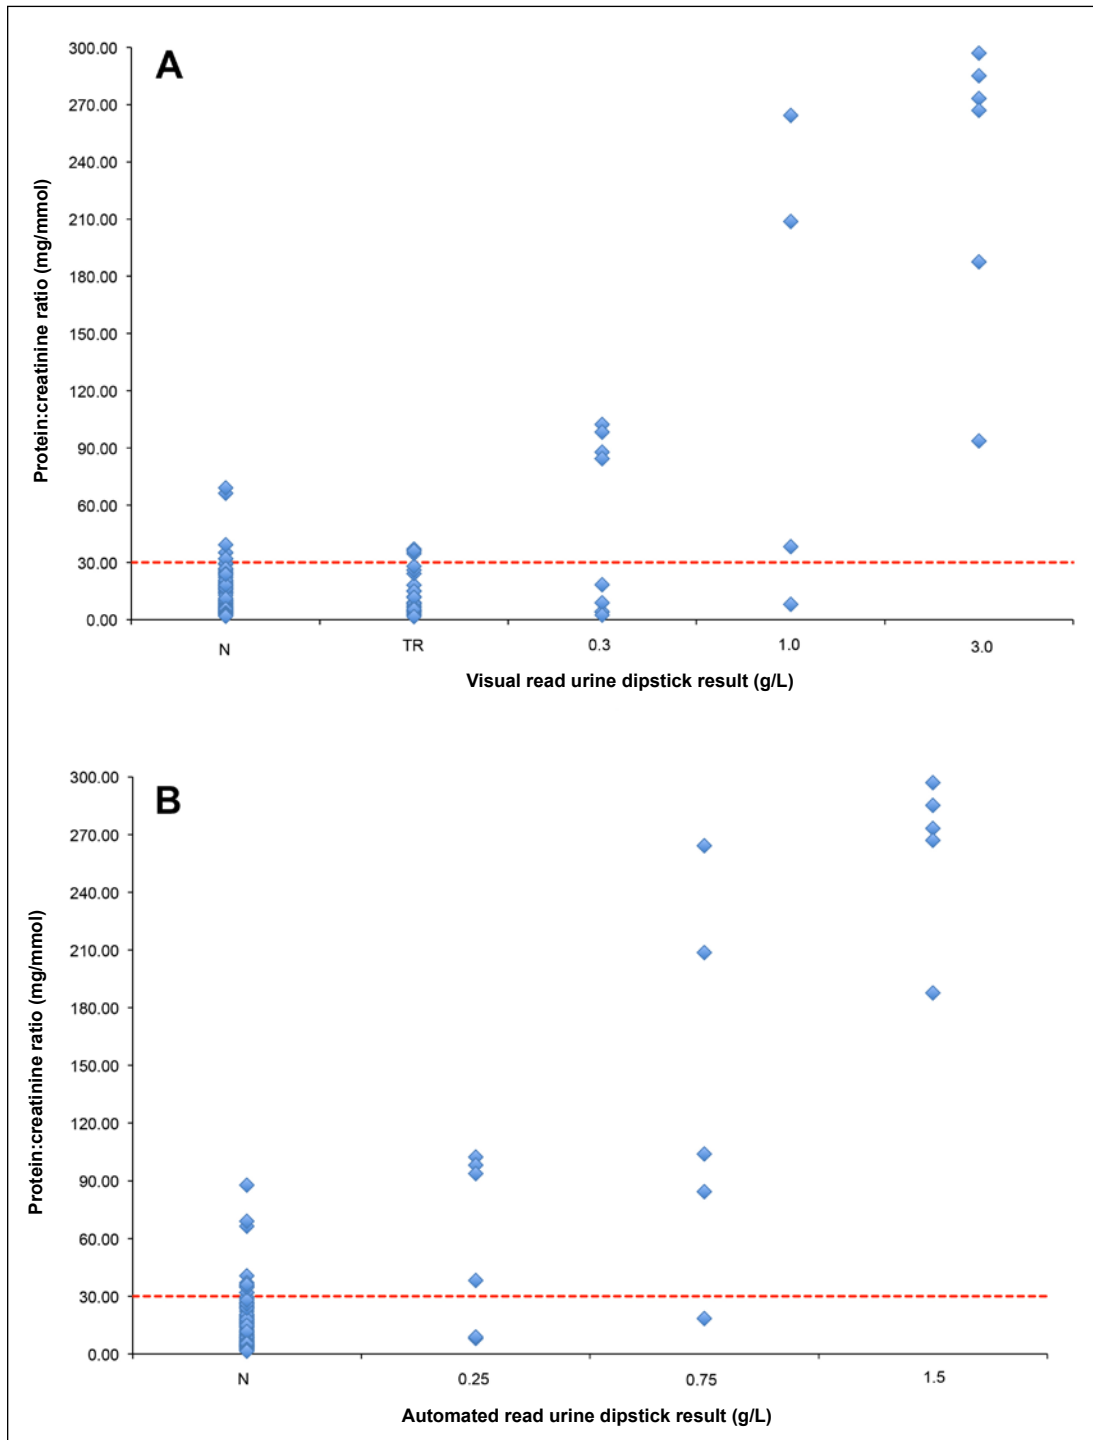 A
300.00
270.00
240.00
210.00
180.00
150.00
120.00
90.00
60.00
30.00
0.00
Protein:creatinine ratio (mg/mmol)
N TR 0.3 1.0 3.0
Visual read urine dipstick result (g/L)
B
300.00
270.00
240.00
210.00
180.00
150.00
120.00
90.00
60.00
30.00
0.00
Protein:creatinine ratio (mg/mmol)
N 0.25 0.75 1.5
Automated read urine dipstick result (g/L)